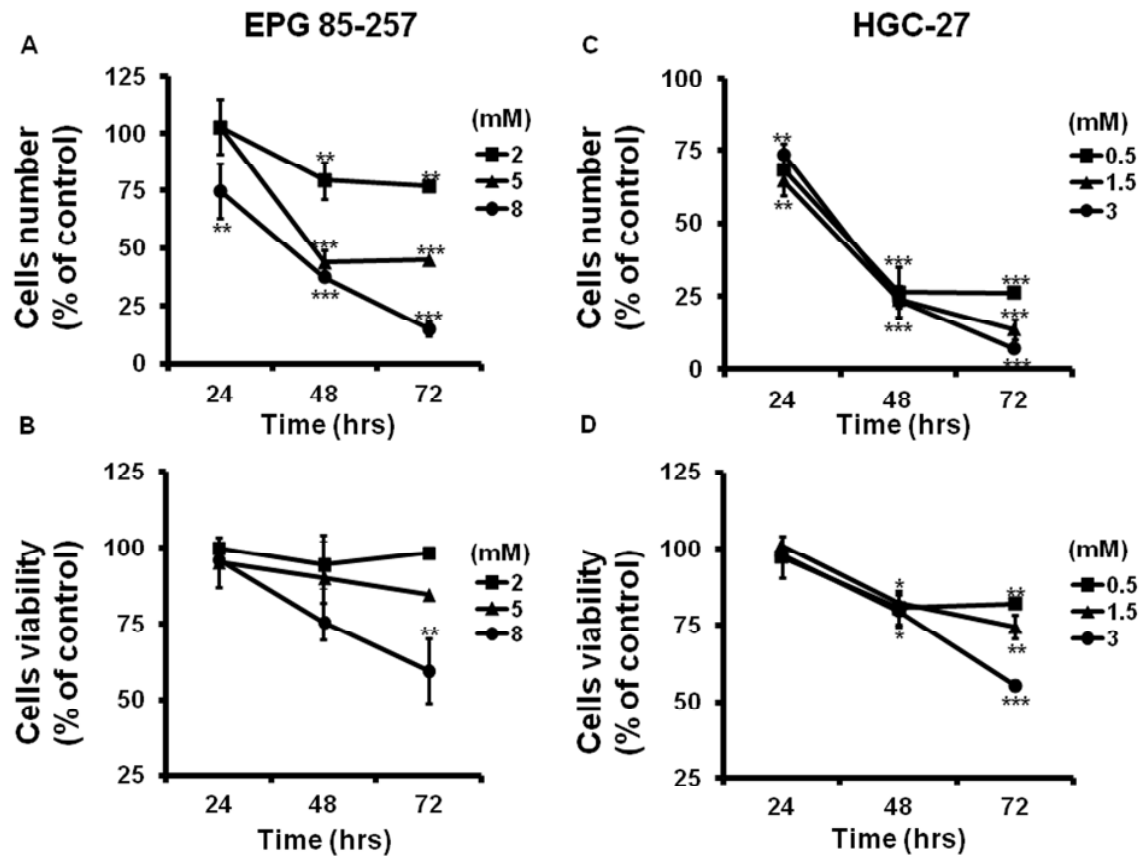 EPG 85-257
HGC-27
A
Cells number
(% of control)
125
100
75
50
25
0
**
**
**
***
***
***
***
24
48
72
Time (hrs)
(mM)
2
5
8
C
Cells number
(% of control)
100
75
50
25
0
**
**
***
***
***
***
***
24
48
72
Time (hrs)
(mM)
0.5
1.5
3
B
Cells viability
(% of control)
125
100
75
50
25
**
24
48
72
Time (hrs)
(mM)
2
5
8
D
Cells viability
(% of control)
125
100
75
50
25
*
*
**
**
***
24
48
72
Time (hrs)
(mM)
0.5
1.5
3